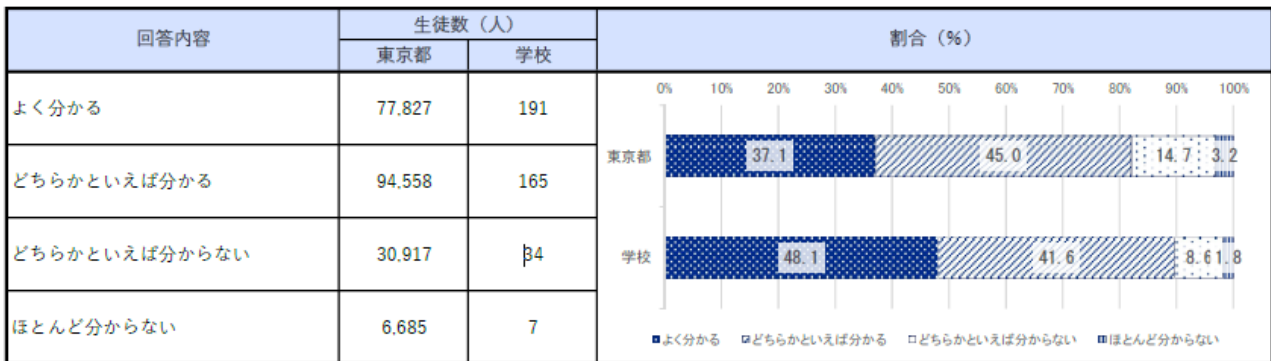 回答内容
生徒数（人）
割合（%）
東京都
学校
よく分かる
77,827
191
どちらかといえば分かる
94,558
165
どちらかといえば分からない
30,917
34
ほとんど分からない
6,685
7
0% 10% 20% 30% 40% 50% 60% 70% 80% 90% 100%
東京都 37.1 45.0 14.7 3.2
学校 48.1 41.6 8.6 1.8
よく分かる どちらかといえば分かる どちらかといえば分からない ほとんど分からない